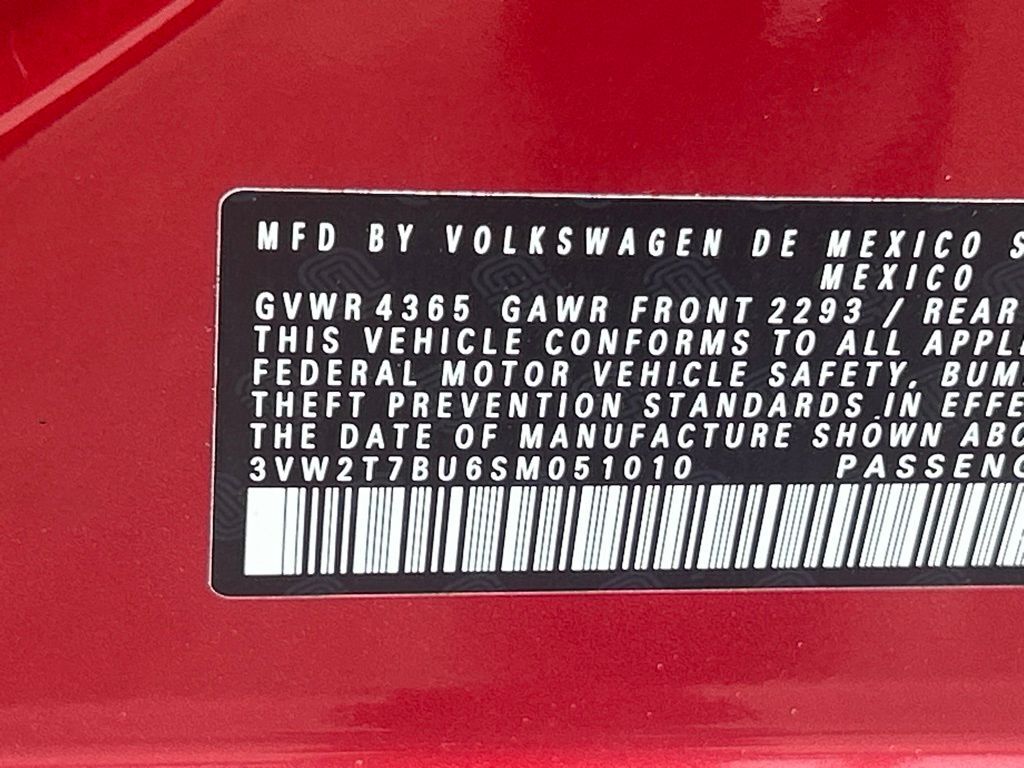 MFD BY VOLKSWAGEN DE MEXICO S
MEXICO
GVWR 4365 GAWR FRONT 2293 / REAR
THIS VEHICLE CONFORMS TO ALL APPLI
FEDERAL MOTOR VEHICLE SAFETY, BUM
THEFT PREVENTION STANDARDS IN EFFE
THE DATE OF MANUFACTURE SHOWN ABO
3VW2T7BU6SM051010 PASSENG